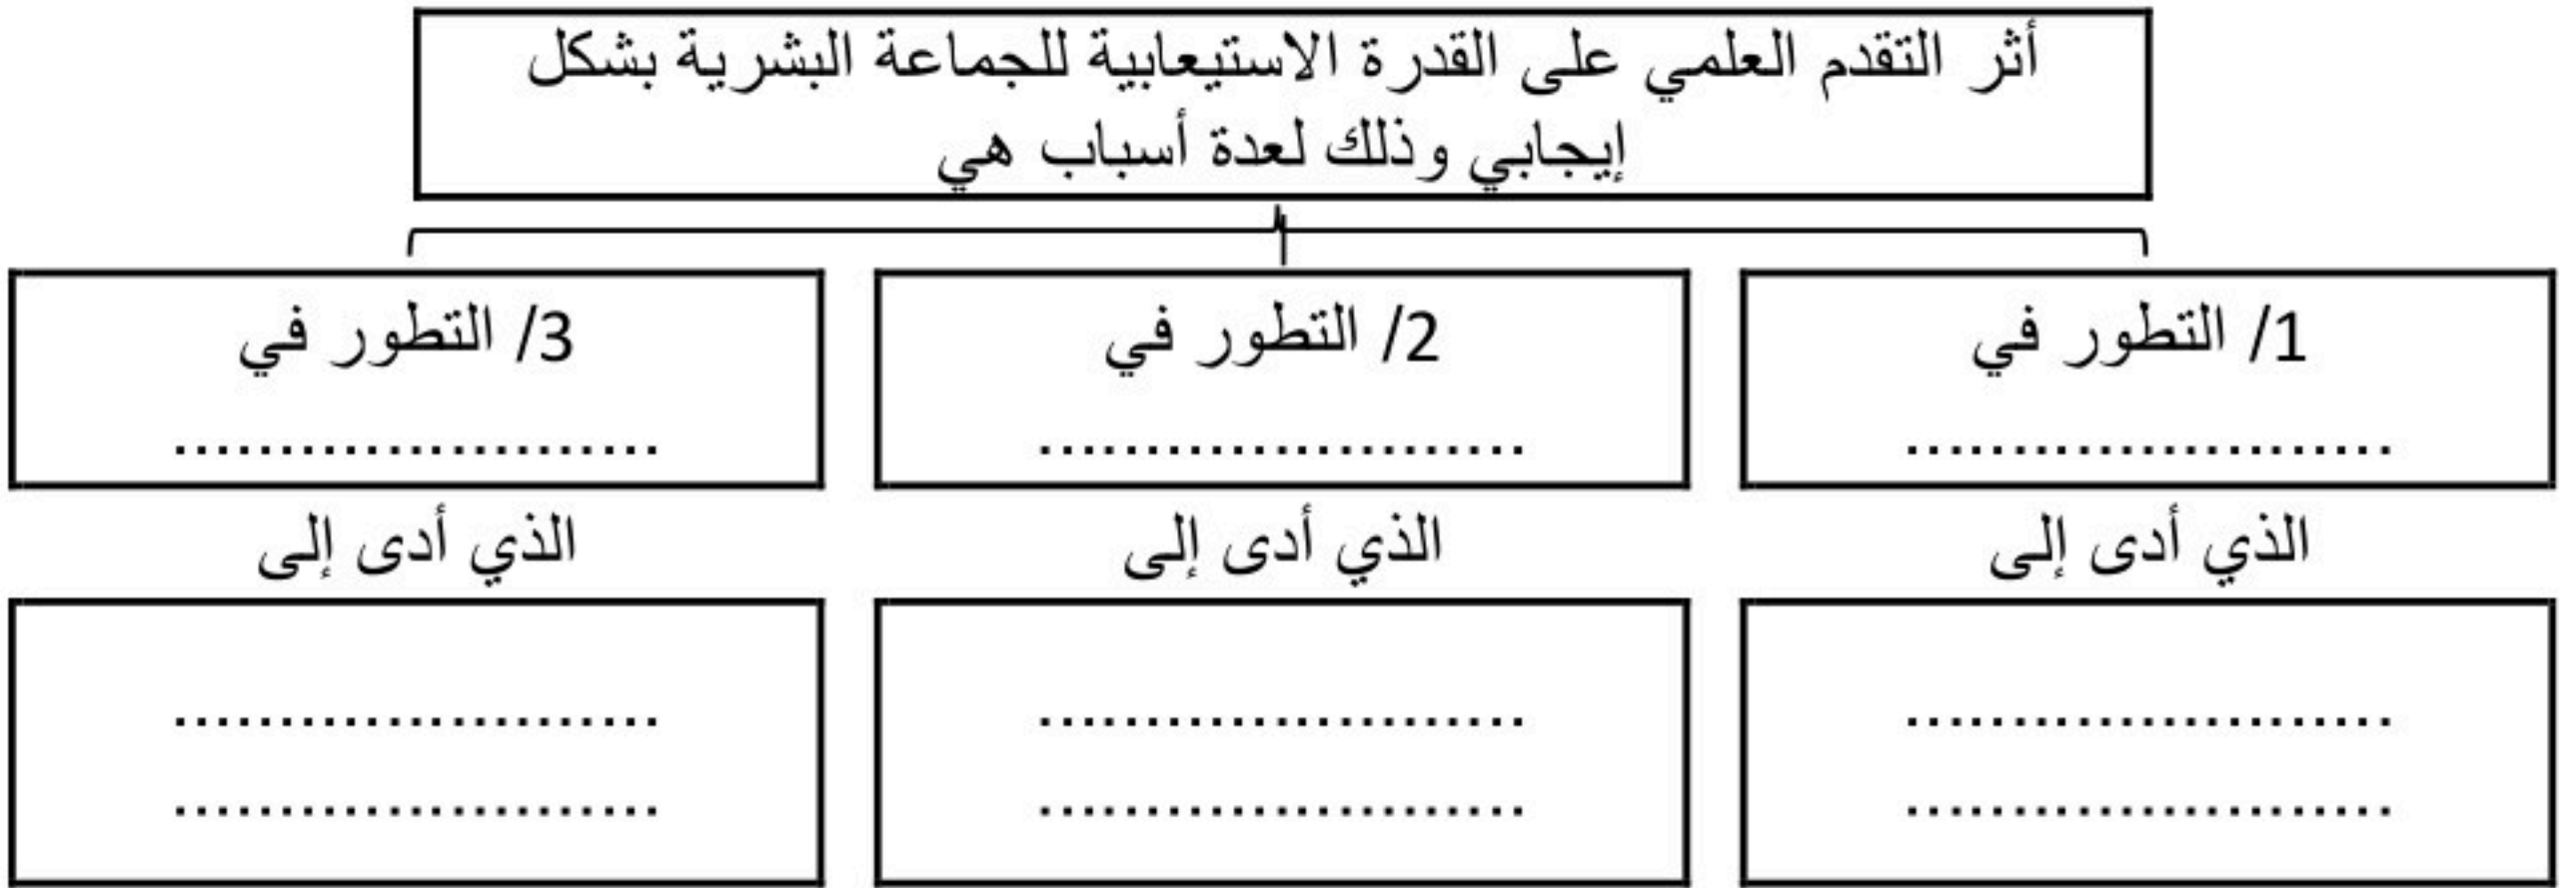 أثر التقدم العلمي على القدرة الاستيعابية للجماعة البشرية بشكل
إيجابي وذلك لعدة أسباب هي
1/ التطور في
.......................
الذي أدى إلى
.......................
.......................
2/ التطور في
.......................
الذي أدى إلى
.......................
.......................
3/ التطور في
.......................
الذي أدى إلى
.......................
.......................